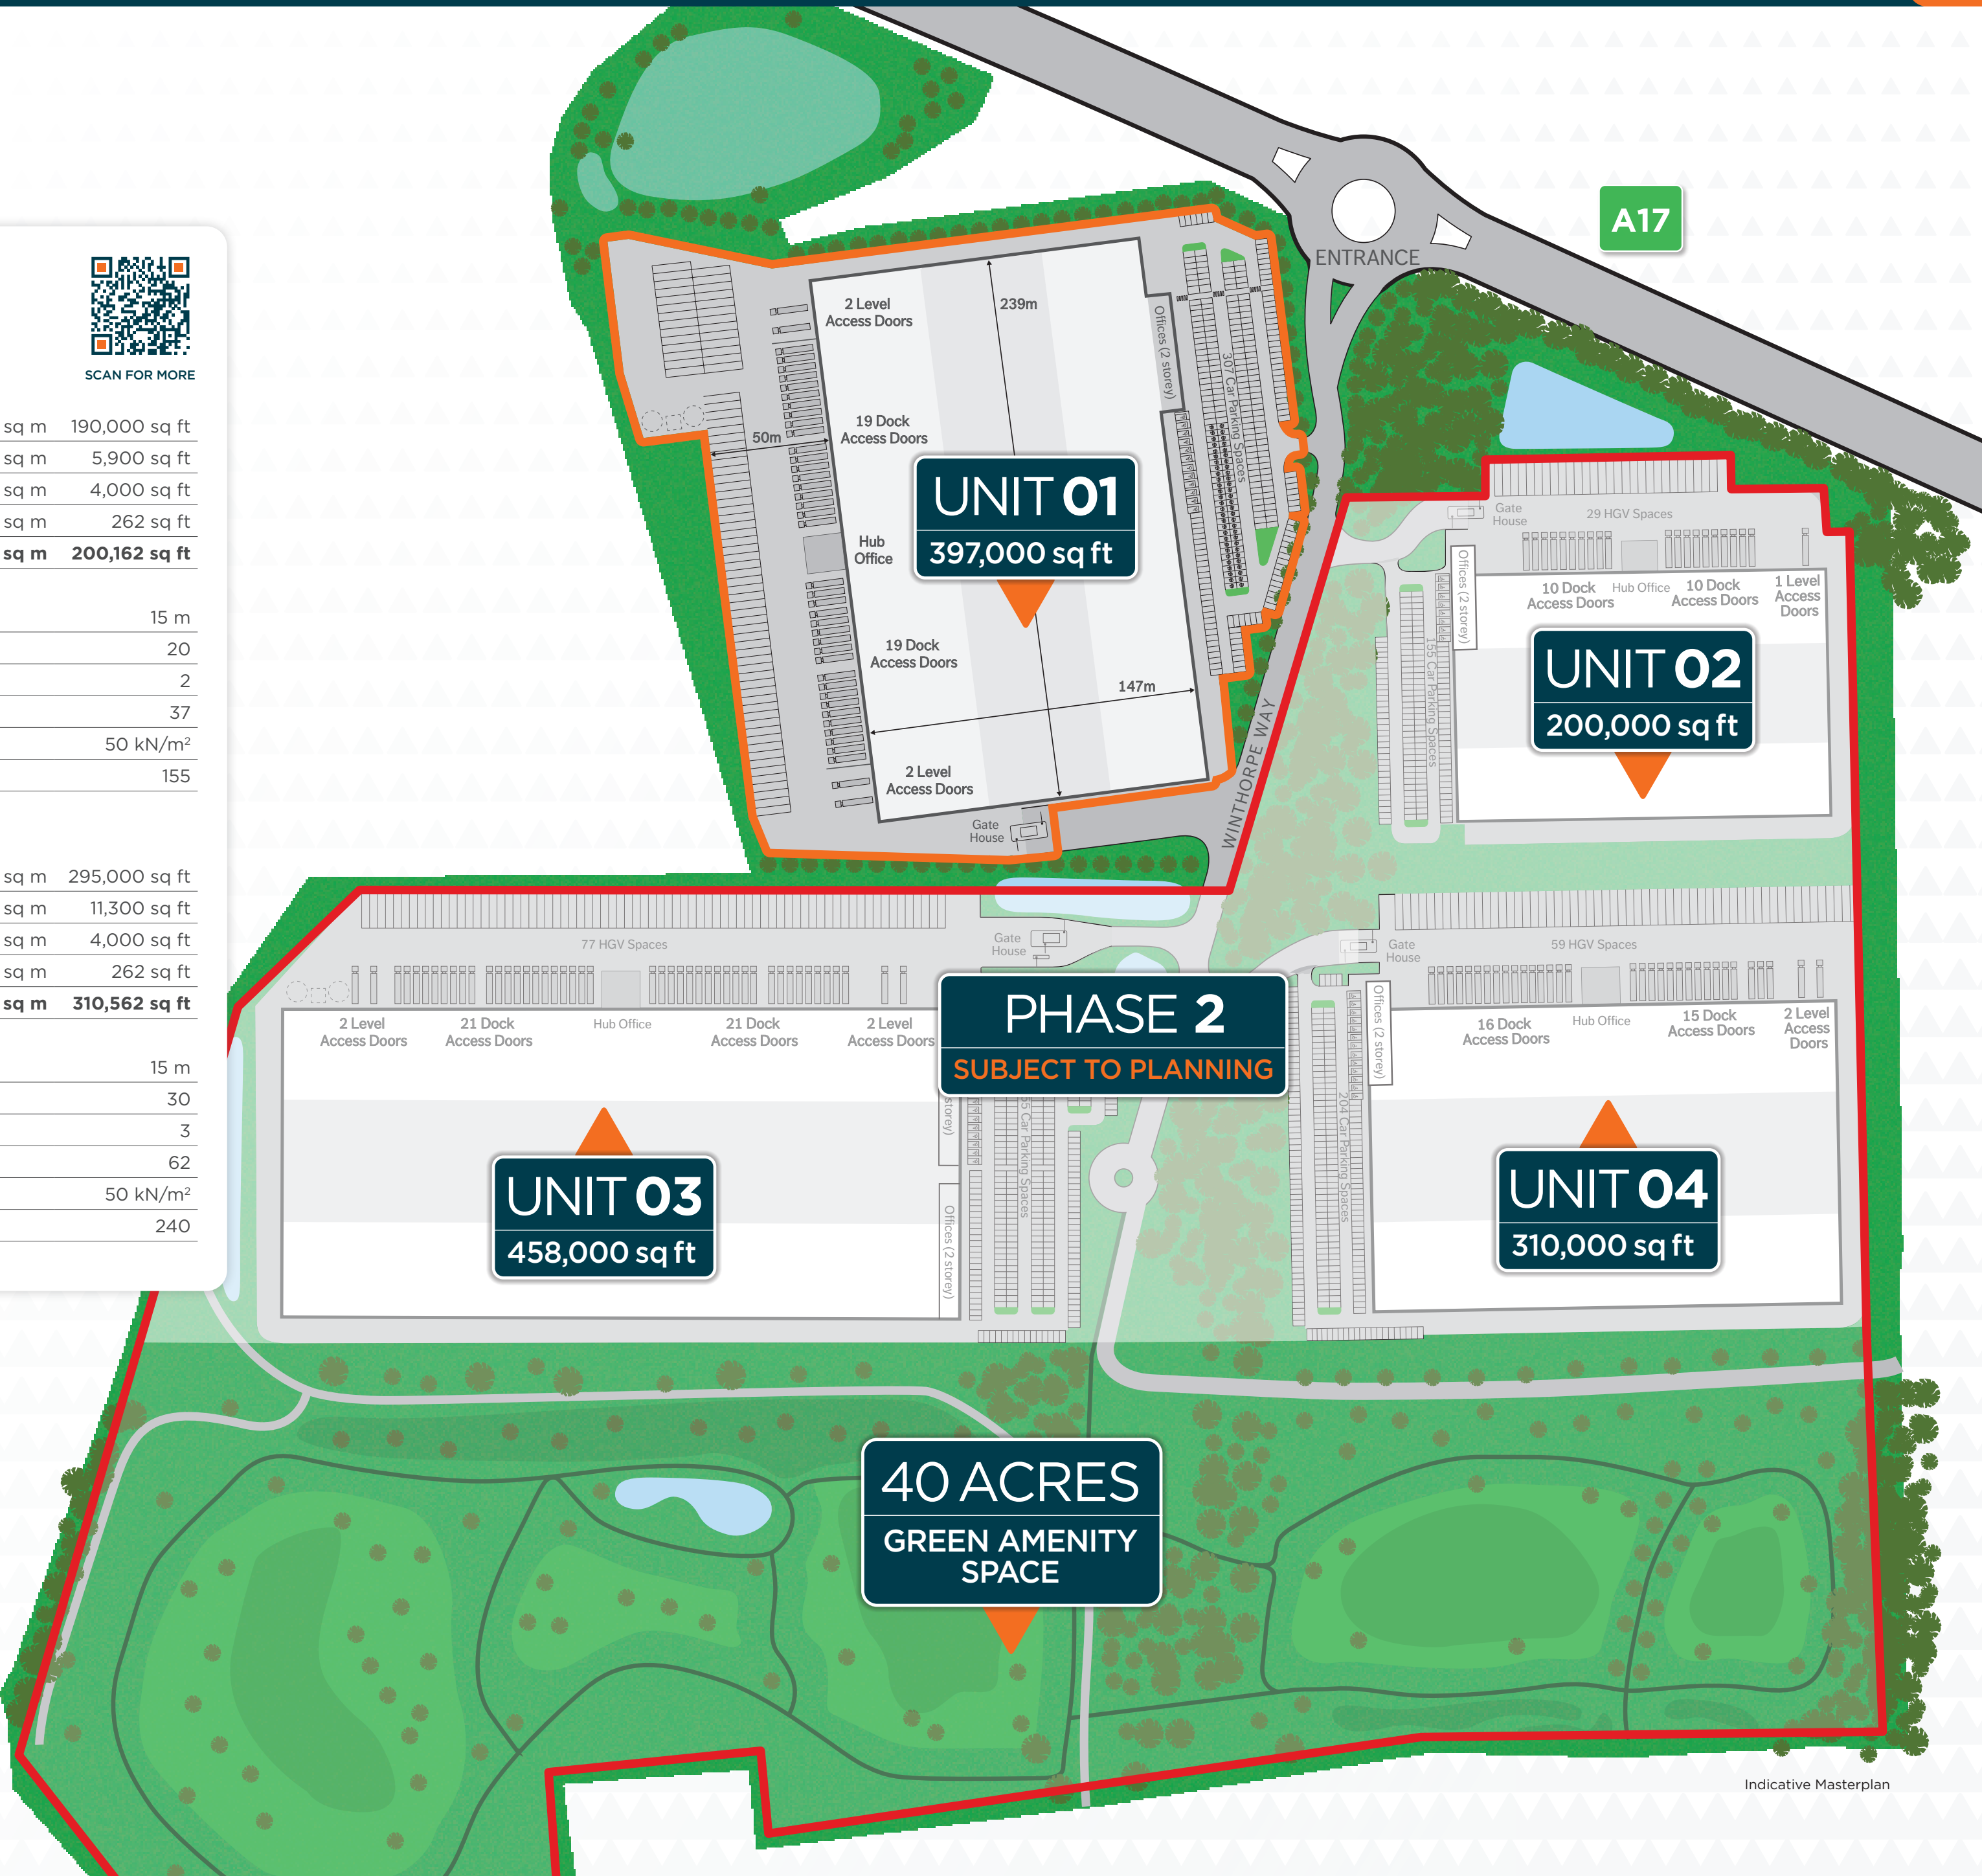 SCAN FOR MORE
sq m 190,000 sq ft
sq m 5,900 sq ft
sq m 4,000 sq ft
sq m 262 sq ft
sq m 200,162 sq ft
15 m
20
2
37
50 kN/m²
155
sq m 295,000 sq ft
sq m 11,300 sq ft
sq m 4,000 sq ft
sq m 262 sq ft
sq m 310,562 sq ft
15 m
30
3
62
50 kN/m²
240
A17
ENTRANCE
WINTHORPE WAY
2 Level
Access Doors
239m
Offices (2 storey)
307 Car Parking Spaces
50m
19 Dock
Access Doors
UNIT 01
397,000 sq ft
Hub
Office
19 Dock
Access Doors
147m
2 Level
Access Doors
Gate
House
Gate
House
29 HGV Spaces
Offices (2 storey)
155 Car Parking Spaces
10 Dock
Access Doors
Hub Office
10 Dock
Access Doors
1 Level
Access
Doors
UNIT 02
200,000 sq ft
77 HGV Spaces
Gate
House
2 Level
Access Doors
21 Dock
Access Doors
Hub Office
21 Dock
Access Doors
2 Level
Access Doors
PHASE 2
SUBJECT TO PLANNING
storey)
Car Parking Spaces
Offices (2 storey)
UNIT 03
458,000 sq ft
Gate
House
59 HGV Spaces
Offices (2 storey)
204 Car Parking Spaces
16 Dock
Access Doors
Hub Office
15 Dock
Access Doors
2 Level
Access
Doors
UNIT 04
310,000 sq ft
40 ACRES
GREEN AMENITY
SPACE
Indicative Masterplan